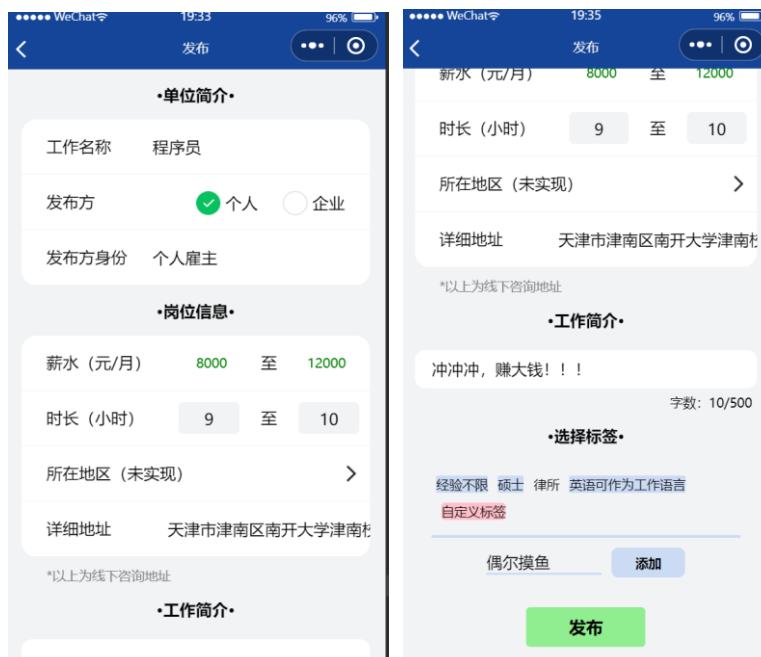 WeChat 19:33 96%
发布
·单位简介·
工作名称 程序员
发布方 个人 企业
发布方身份 个人雇主
·岗位信息·
薪水（元/月） 8000 至 12000
时长（小时） 9 至 10
所在地区（未实现）
详细地址 天津市津南区南开大学津南校
*以上为线下咨询地址
·工作简介·
WeChat 19:35 96%
发布
薪水（元/月） 8000 至 12000
时长（小时） 9 至 10
所在地区（未实现）
详细地址 天津市津南区南开大学津南校
*以上为线下咨询地址
·工作简介·
冲冲冲，赚大钱！！！
字数：10/500
·选择标签·
经验不限 硕士 律所 英语可作为工作语言
自定义标签
偶尔摸鱼 添加
发布